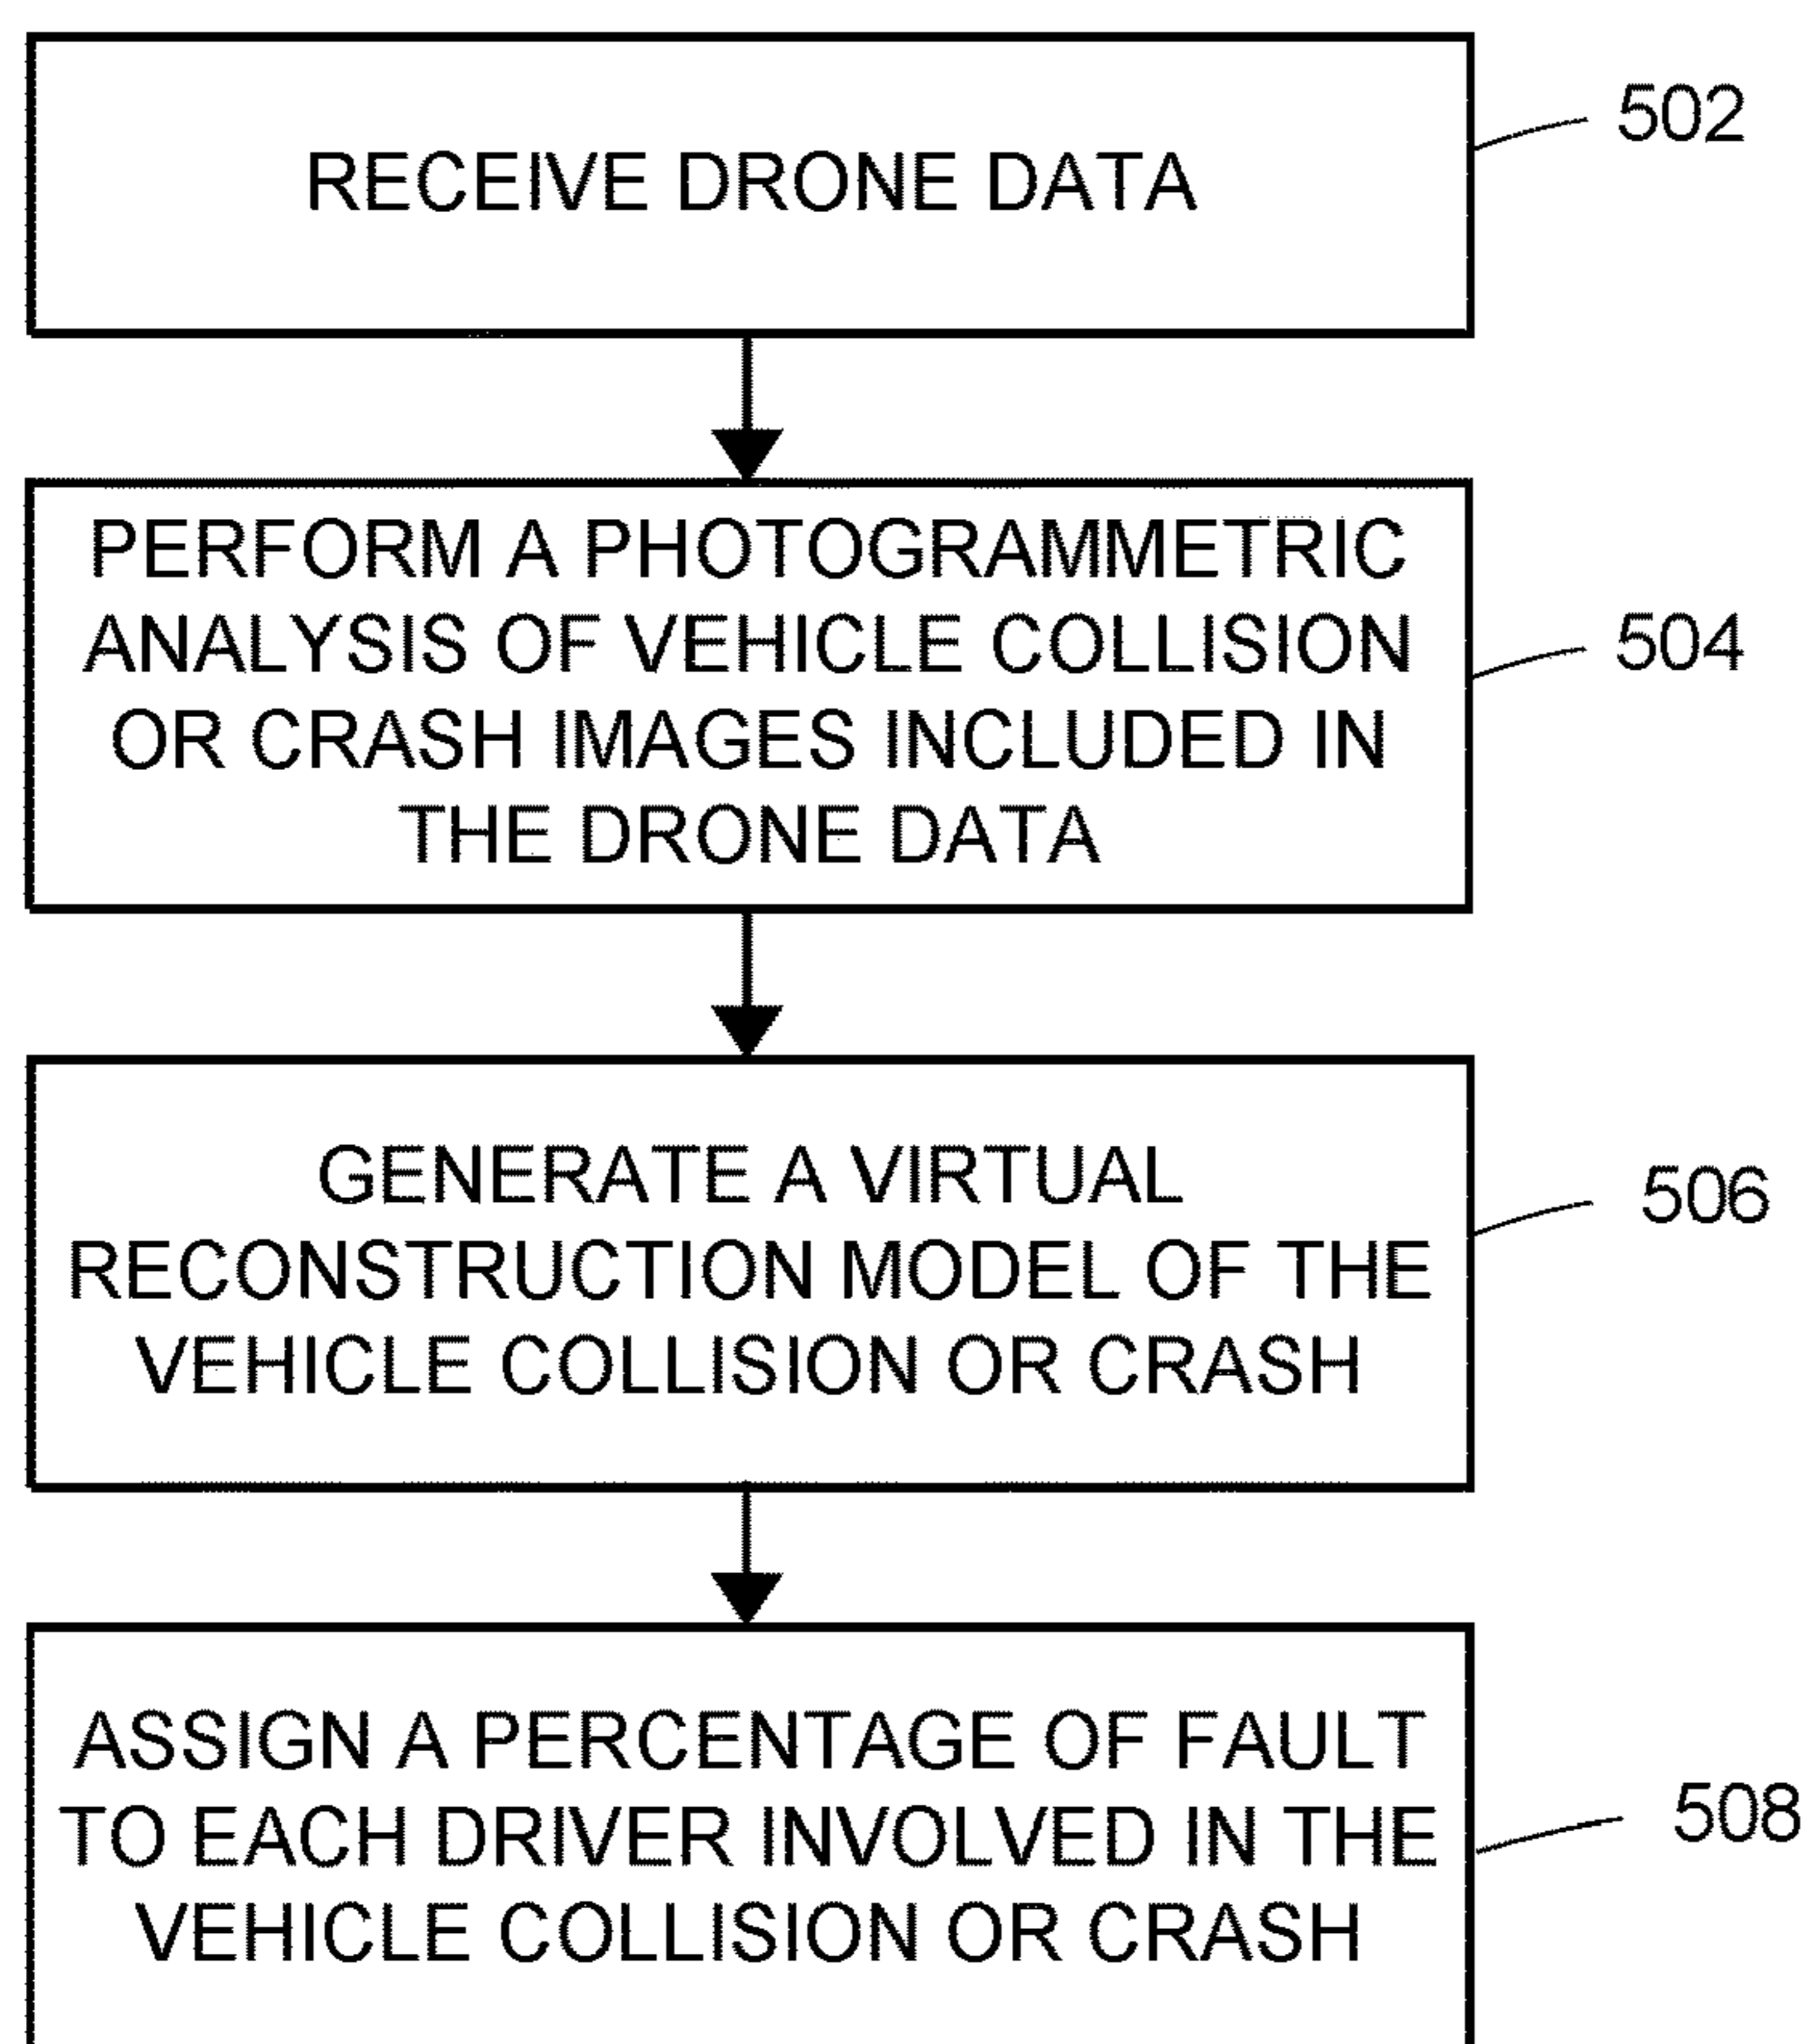 RECEIVE DRONE DATA
502
PERFORM A PHOTOGRAMMETRIC
ANALYSIS OF VEHICLE COLLISION
OR CRASH IMAGES INCLUDED IN
THE DRONE DATA
504
GENERATE A VIRTUAL
RECONSTRUCTION MODEL OF THE
VEHICLE COLLISION OR CRASH
506
ASSIGN A PERCENTAGE OF FAULT
TO EACH DRIVER INVOLVED IN THE
VEHICLE COLLISION OR CRASH
508